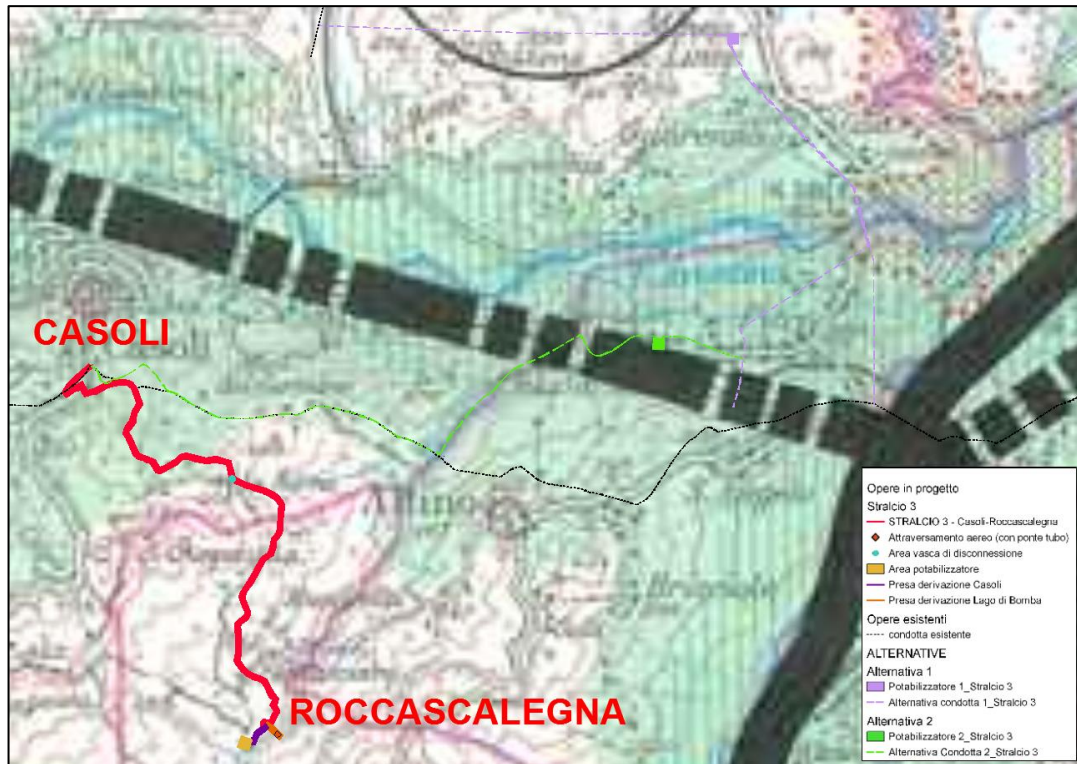 CASOLI
ROCCASCALEGNA
Opere in progetto
Stralcio 3
STRALCIO 3 - Casoli-Roccascalegna
Attraversamento aereo (con ponte tubo)
Area vasca di disconnessione
Area potabilizzatore
Presa derivazione Casoli
Presa derivazione Lago di Bomba
Opere esistenti
condotta esistente
ALTERNATIVE
Alternativa 1
Potabilizzatore 1_Stralcio 3
Alternativa condotta 1_Stralcio 3
Alternativa 2
Potabilizzatore 2_Stralcio 3
Alternativa Condotta 2_Stralcio 3